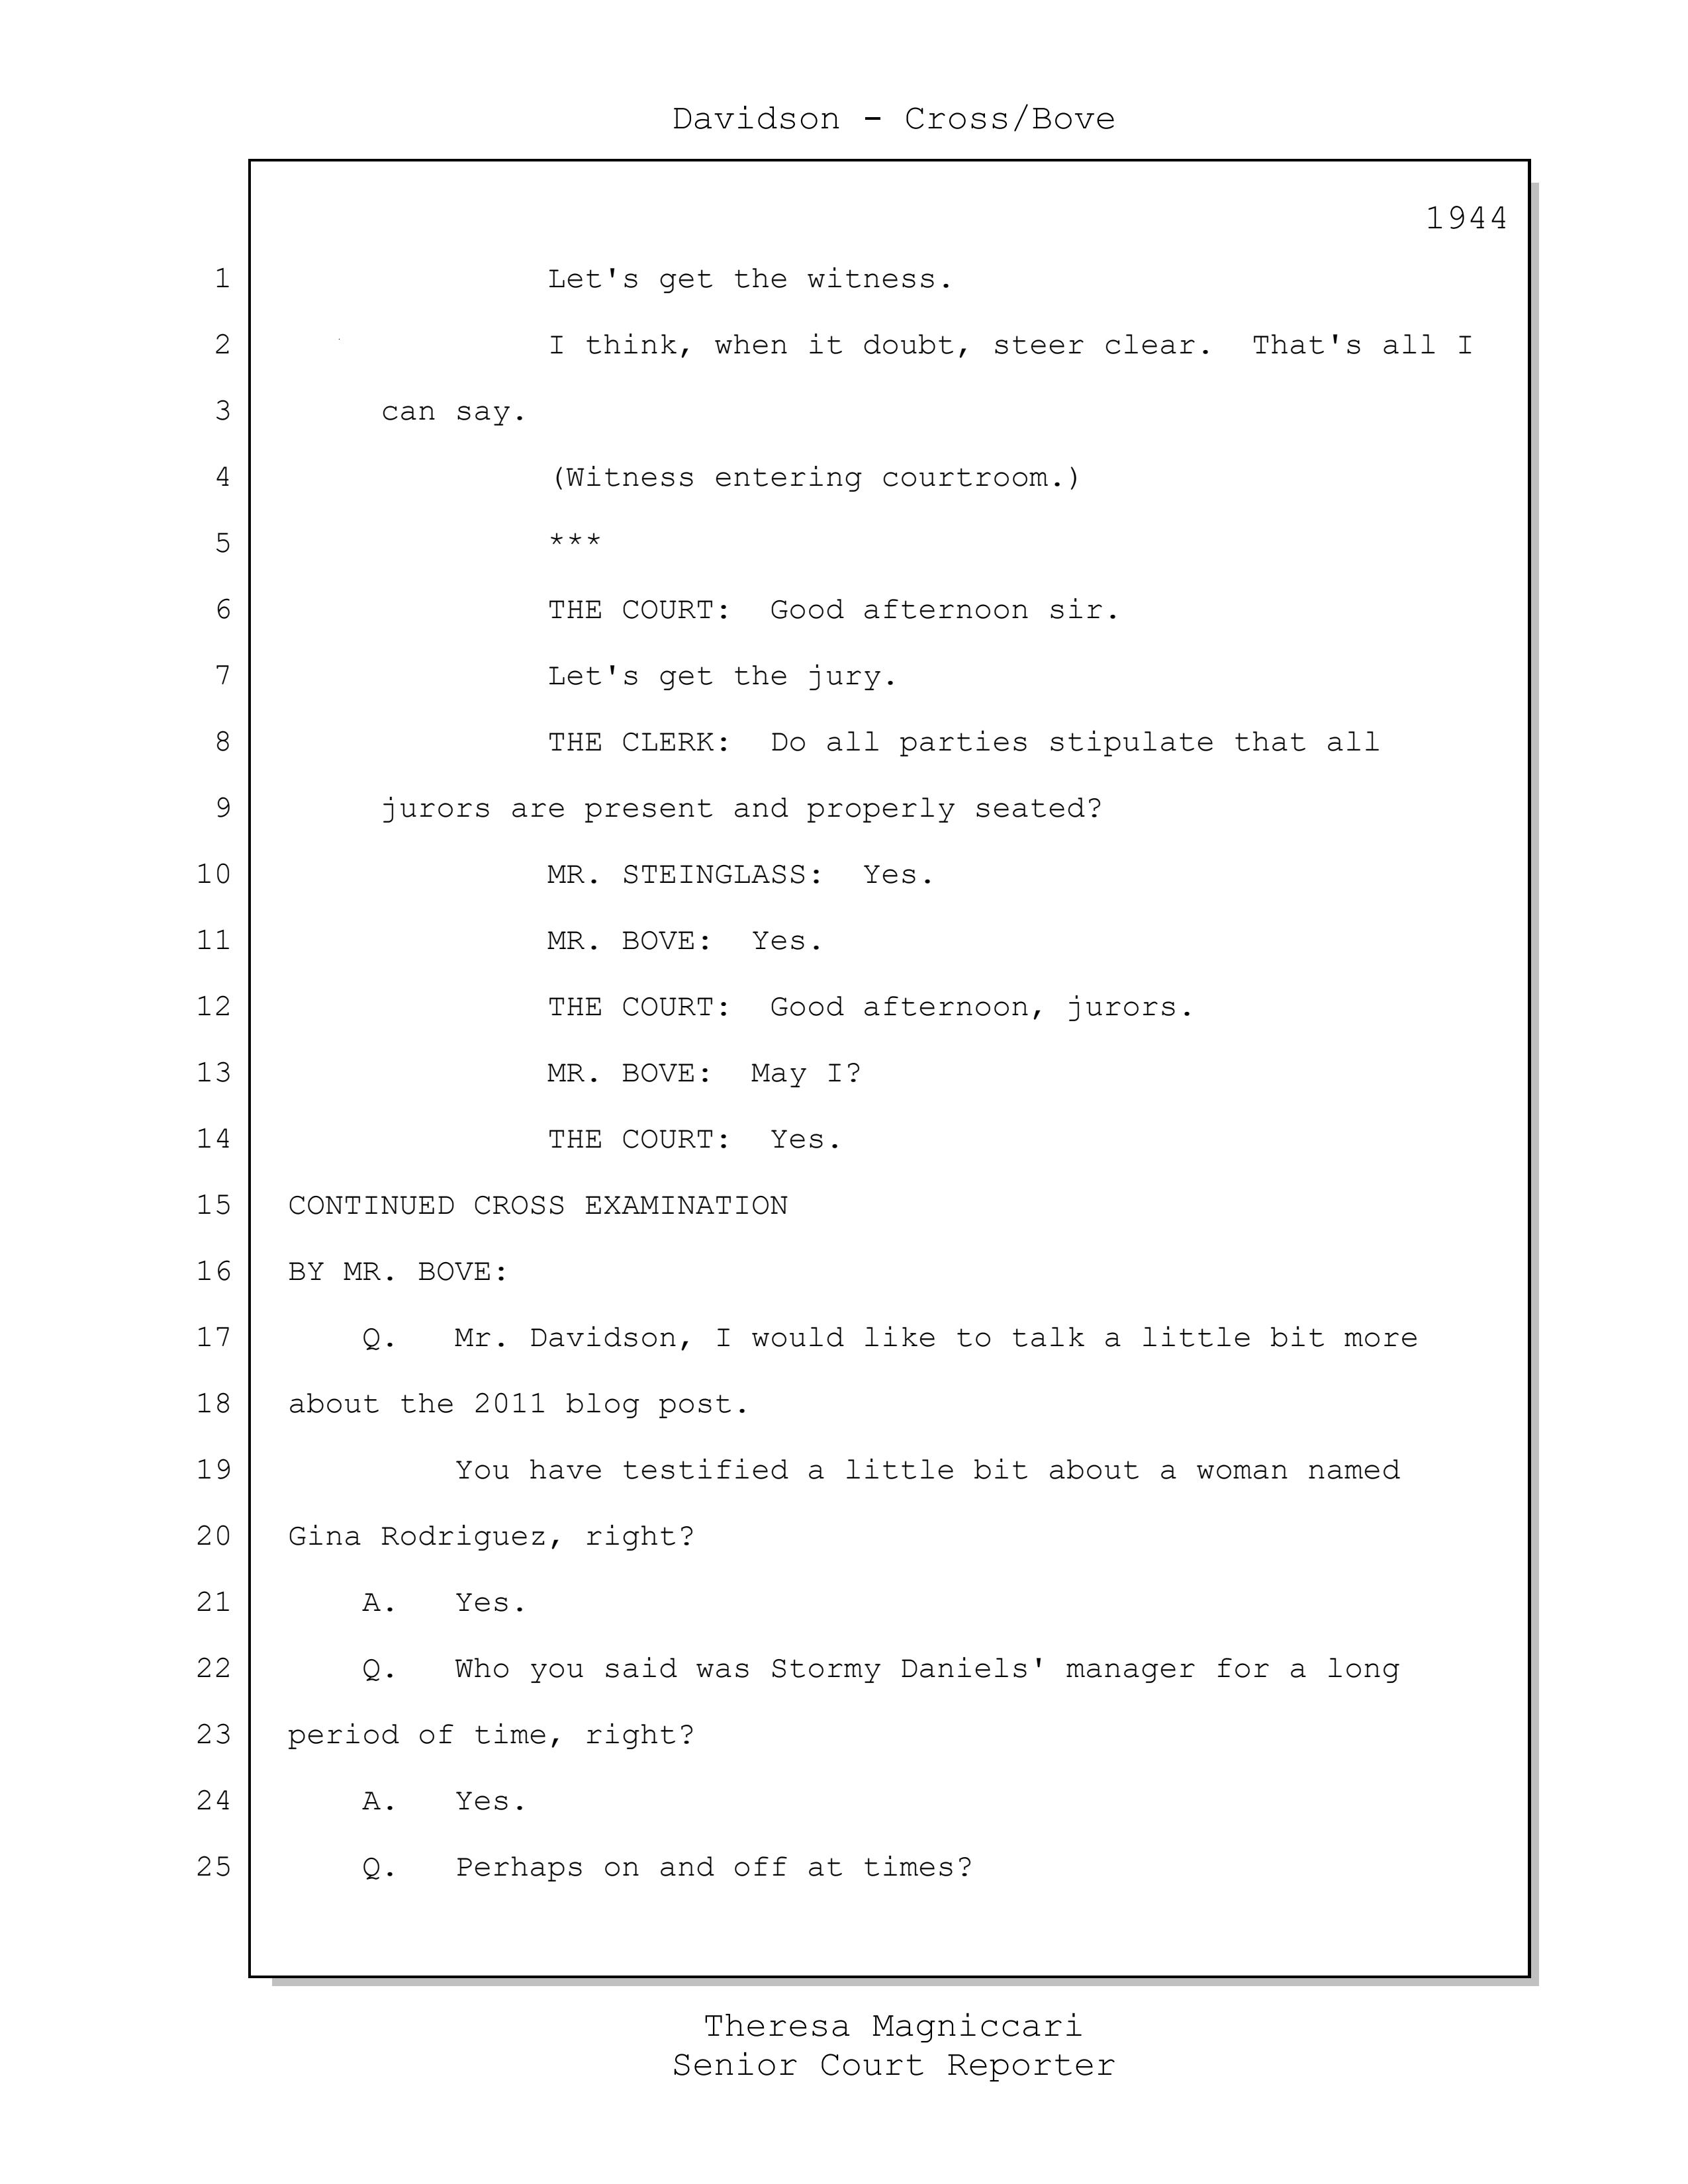 Davidson - Cross/Bove
1944
1 Let's get the witness.
2 I think, when it doubt, steer clear.  That's all I
3 can say.
4 (Witness entering courtroom.)
5 ***
6 THE COURT:  Good afternoon sir.
7 Let's get the jury.
8 THE CLERK:  Do all parties stipulate that all
9 jurors are present and properly seated?
10 MR. STEINGLASS:  Yes.
11 MR. BOVE:  Yes.
12 THE COURT:  Good afternoon, jurors.
13 MR. BOVE:  May I?
14 THE COURT:  Yes.
15 CONTINUED CROSS EXAMINATION
16 BY MR. BOVE:
17 Q.   Mr. Davidson, I would like to talk a little bit more
18 about the 2011 blog post.
19 You have testified a little bit about a woman named
20 Gina Rodriguez, right?
21 A.   Yes.
22 Q.   Who you said was Stormy Daniels' manager for a long
23 period of time, right?
24 A.   Yes.
25 Q.   Perhaps on and off at times?
Theresa Magniccari
Senior Court Reporter